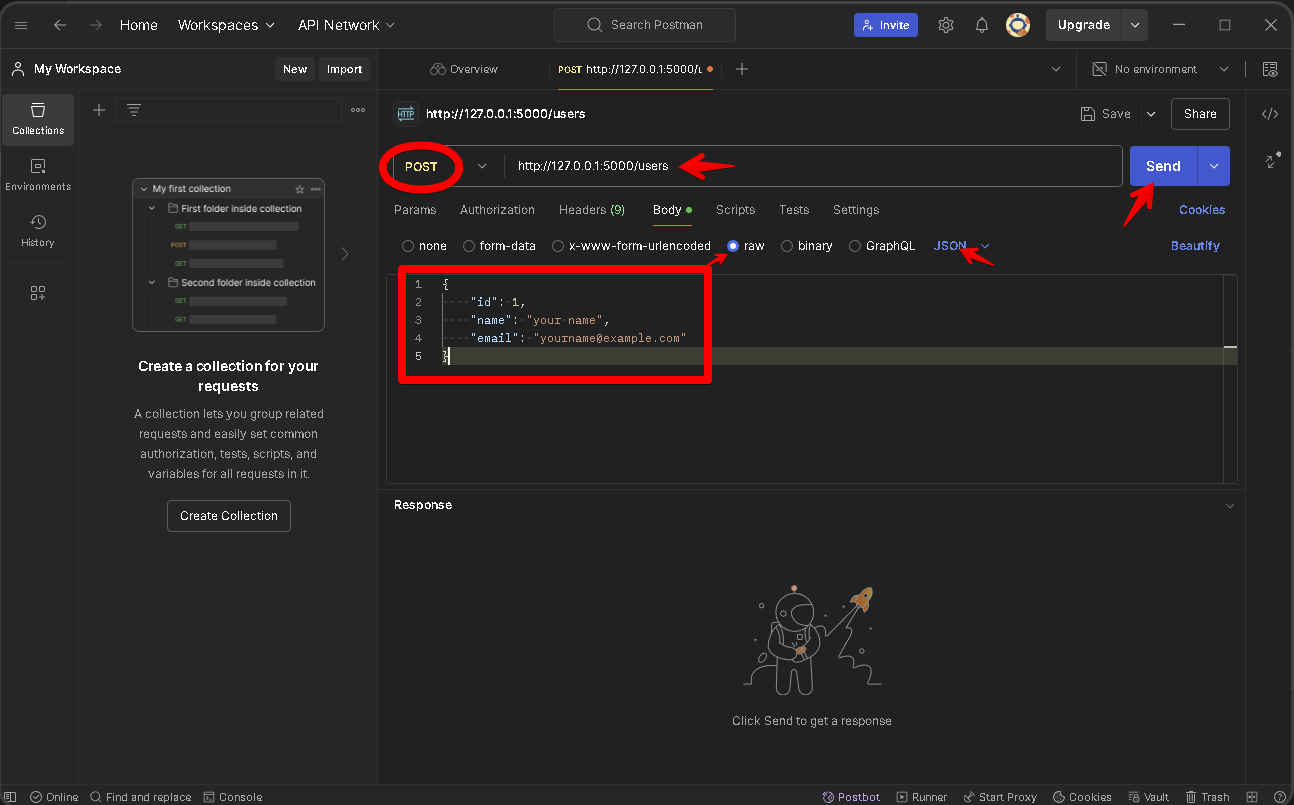 Home Workspaces API Network Search Postman Invite Upgrade
My Workspace New Import Overview POST http://127.0.0.1:5000/u No environment
Collections
Environments
History
My first collection
First folder inside collection
GET
POST
GET
Second folder inside collection
GET
GET
Create a collection for your
requests
A collection lets you group related
requests and easily set common
authorization, tests, scripts, and
variables for all requests in it.
Create Collection
HTTP http://127.0.0.1:5000/users Save Share
POST http://127.0.0.1:5000/users Send
Params Authorization Headers (9) Body Scripts Tests Settings Cookies
none form-data x-www-form-urlencoded raw binary GraphQL JSON Beautify
1 {
2 "id": 1,
3 "name": "your name",
4 "email": "yourname@example.com"
5 }
Response
Click Send to get a response
Online Find and replace Console Postbot Runner Start Proxy Cookies Vault Trash